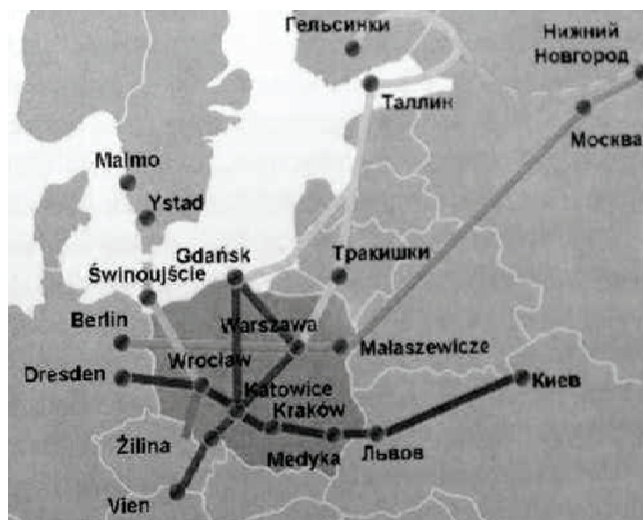 Гельсинки
Нижний
Новгород
Таллин
Москва
Malmo
Ystad
Gdańsk
Тракишки
Świnoujście
Berlin
Warszawa
Małaszewicze
Wrocław
Dresden
Киев
Katowice
Kraków
Žilina
Medyka
Львов
Vien